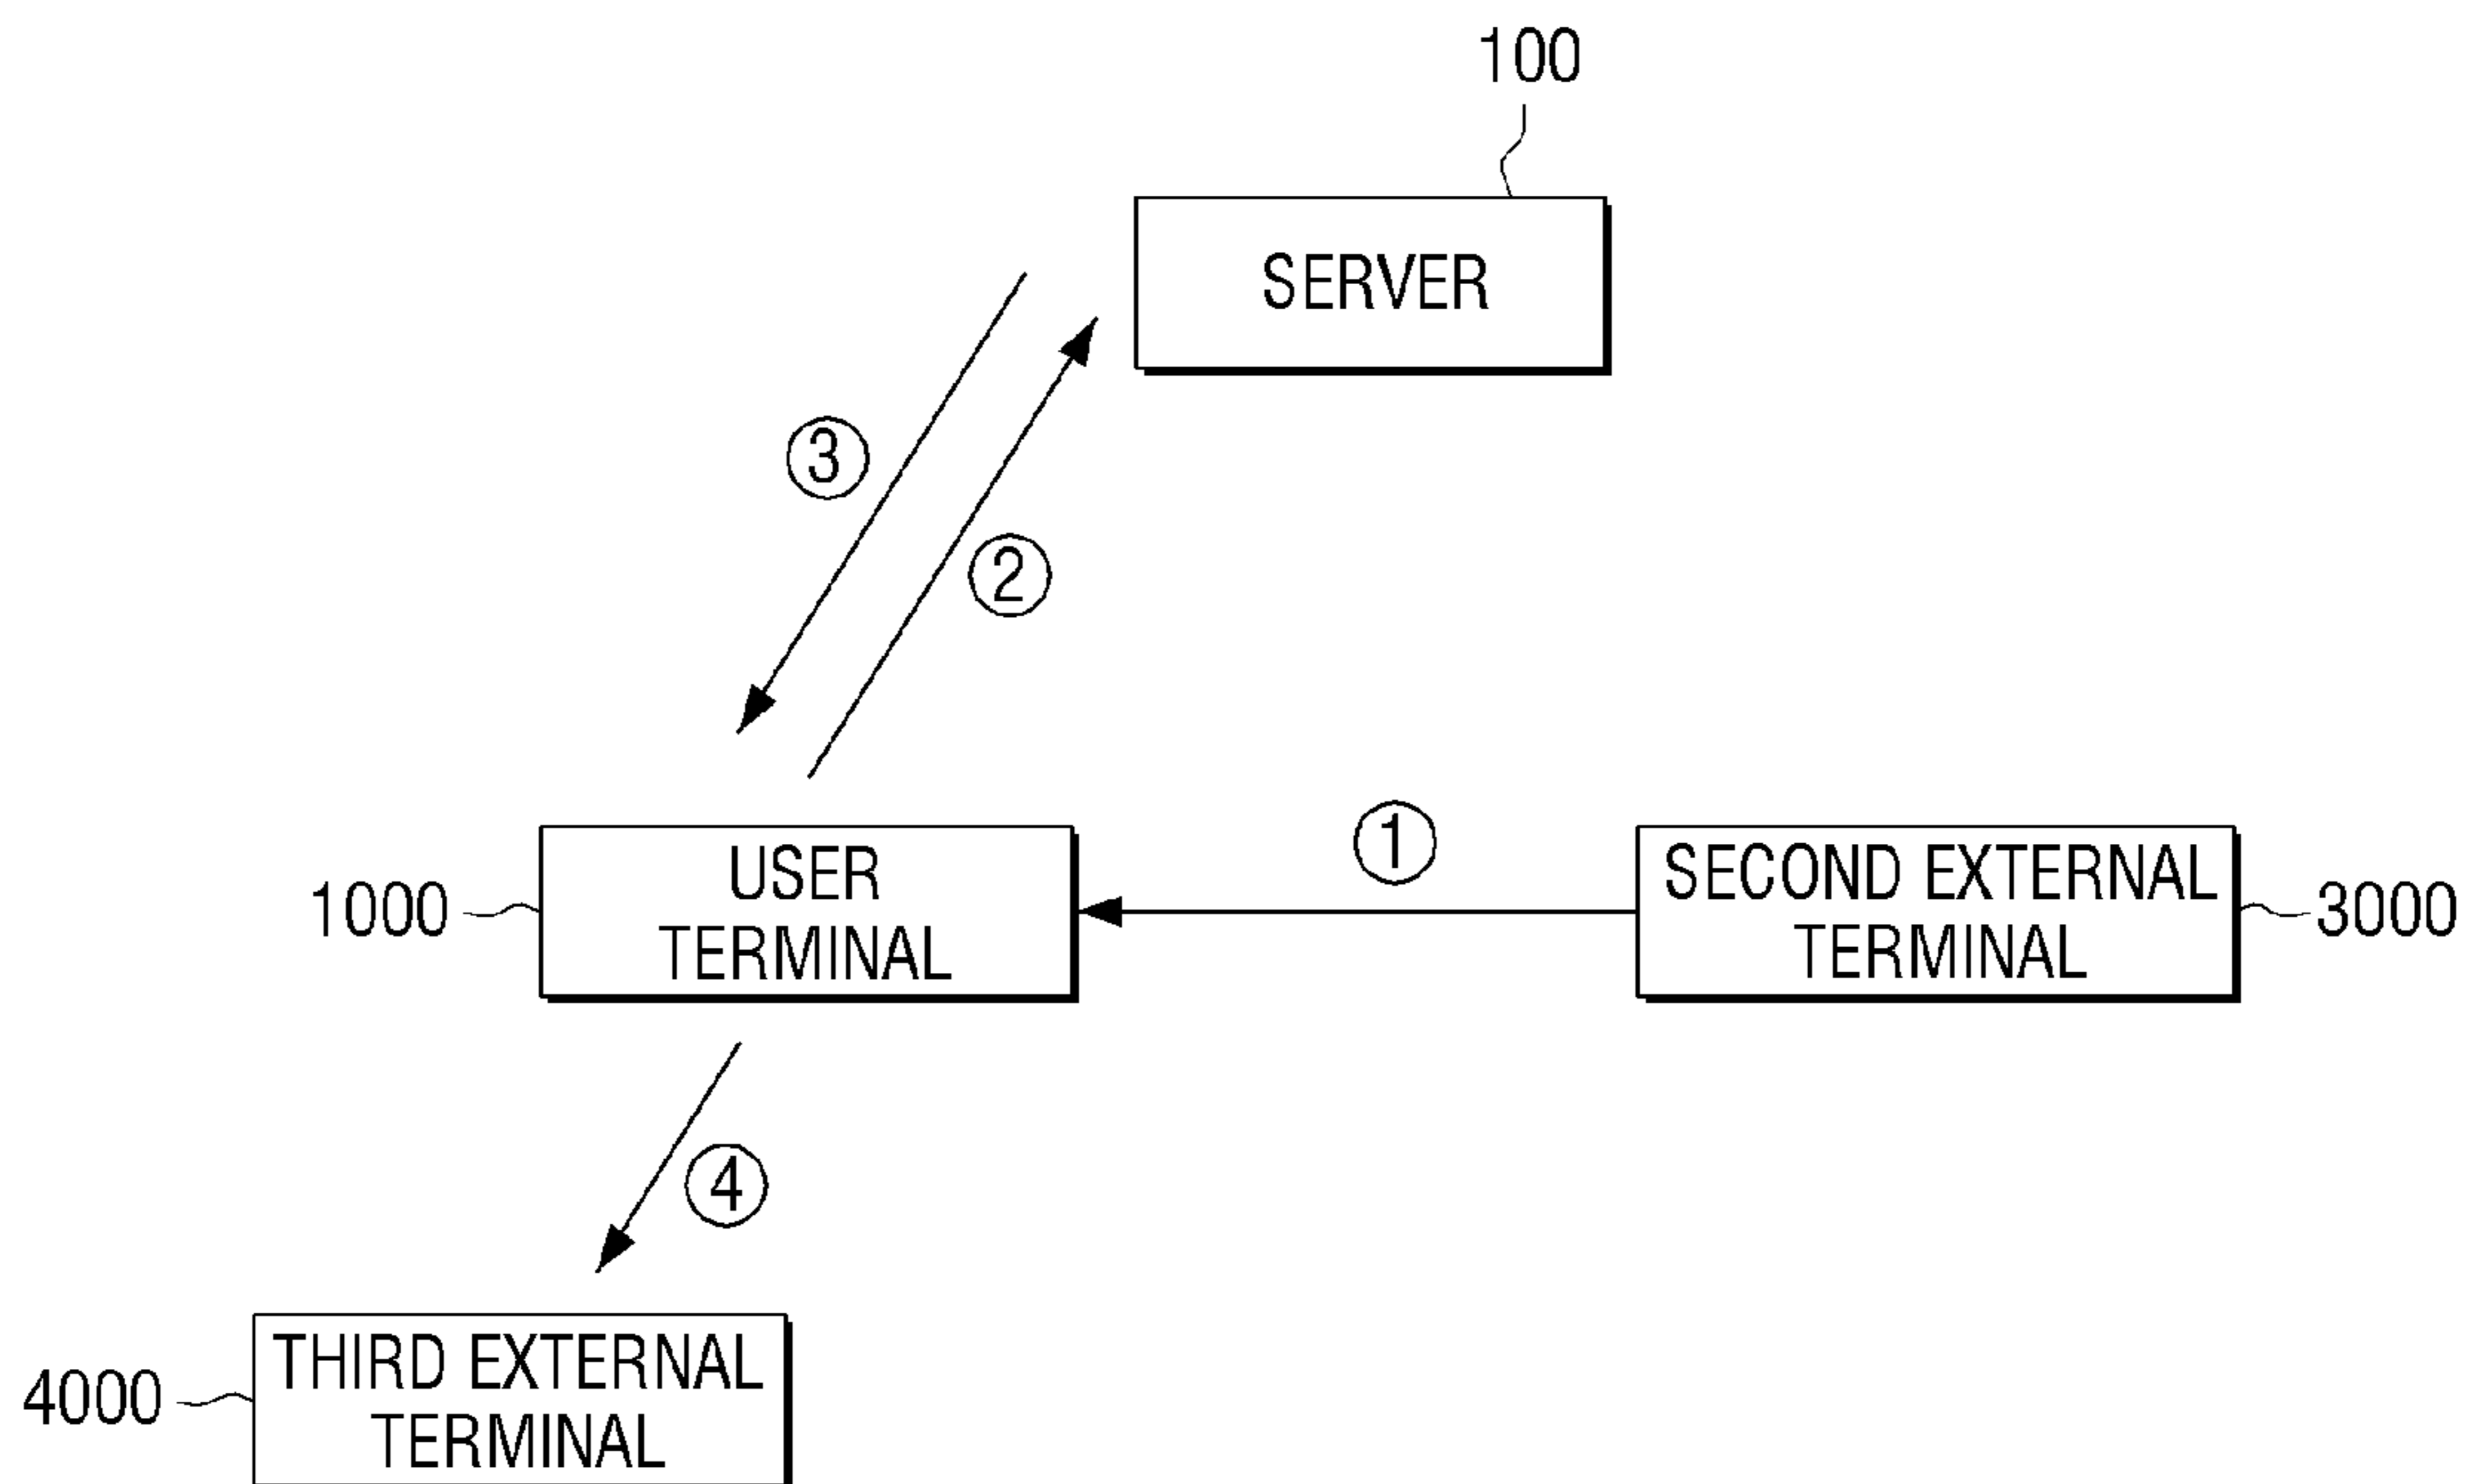 100
SERVER
③
②
①
USER
TERMINAL
1000
SECOND EXTERNAL
TERMINAL
3000
④
THIRD EXTERNAL
TERMINAL
4000